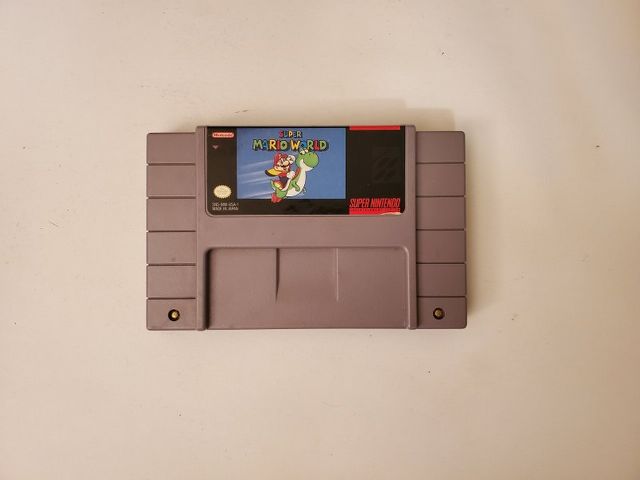 Nintendo
SUPER
MARIO WORLD
SNS-MW-USA-1
MADE IN JAPAN
SUPER NINTENDO